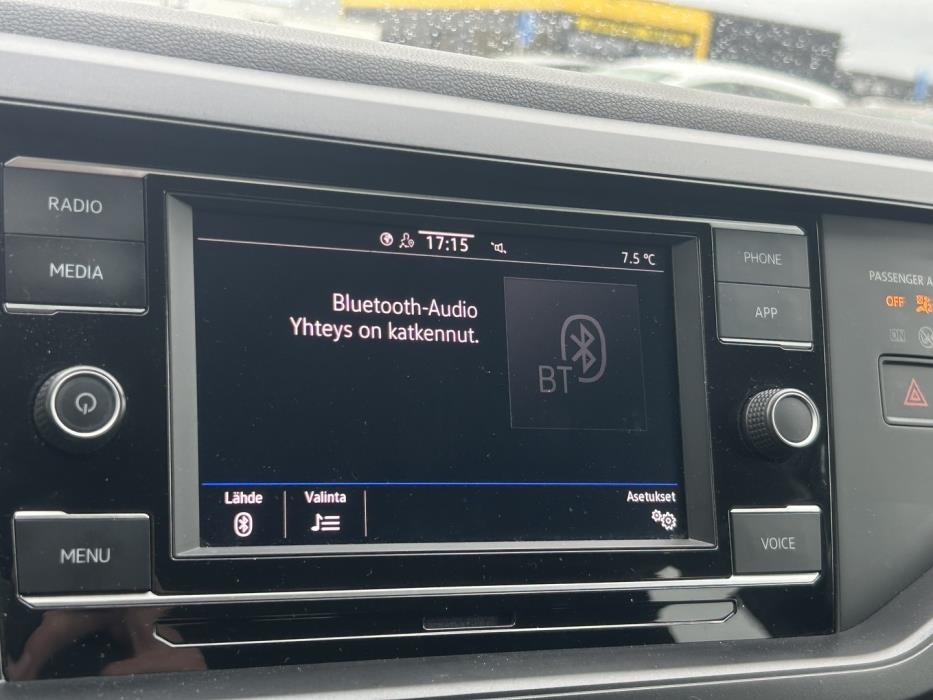 RADIO
MEDIA
17:15
7.5 °C
PHONE
APP
PASSENGER A
OFF
ON
Bluetooth-Audio
Yhteys on katkennut.
BT
Lähde
Valinta
Asetukset
MENU
VOICE